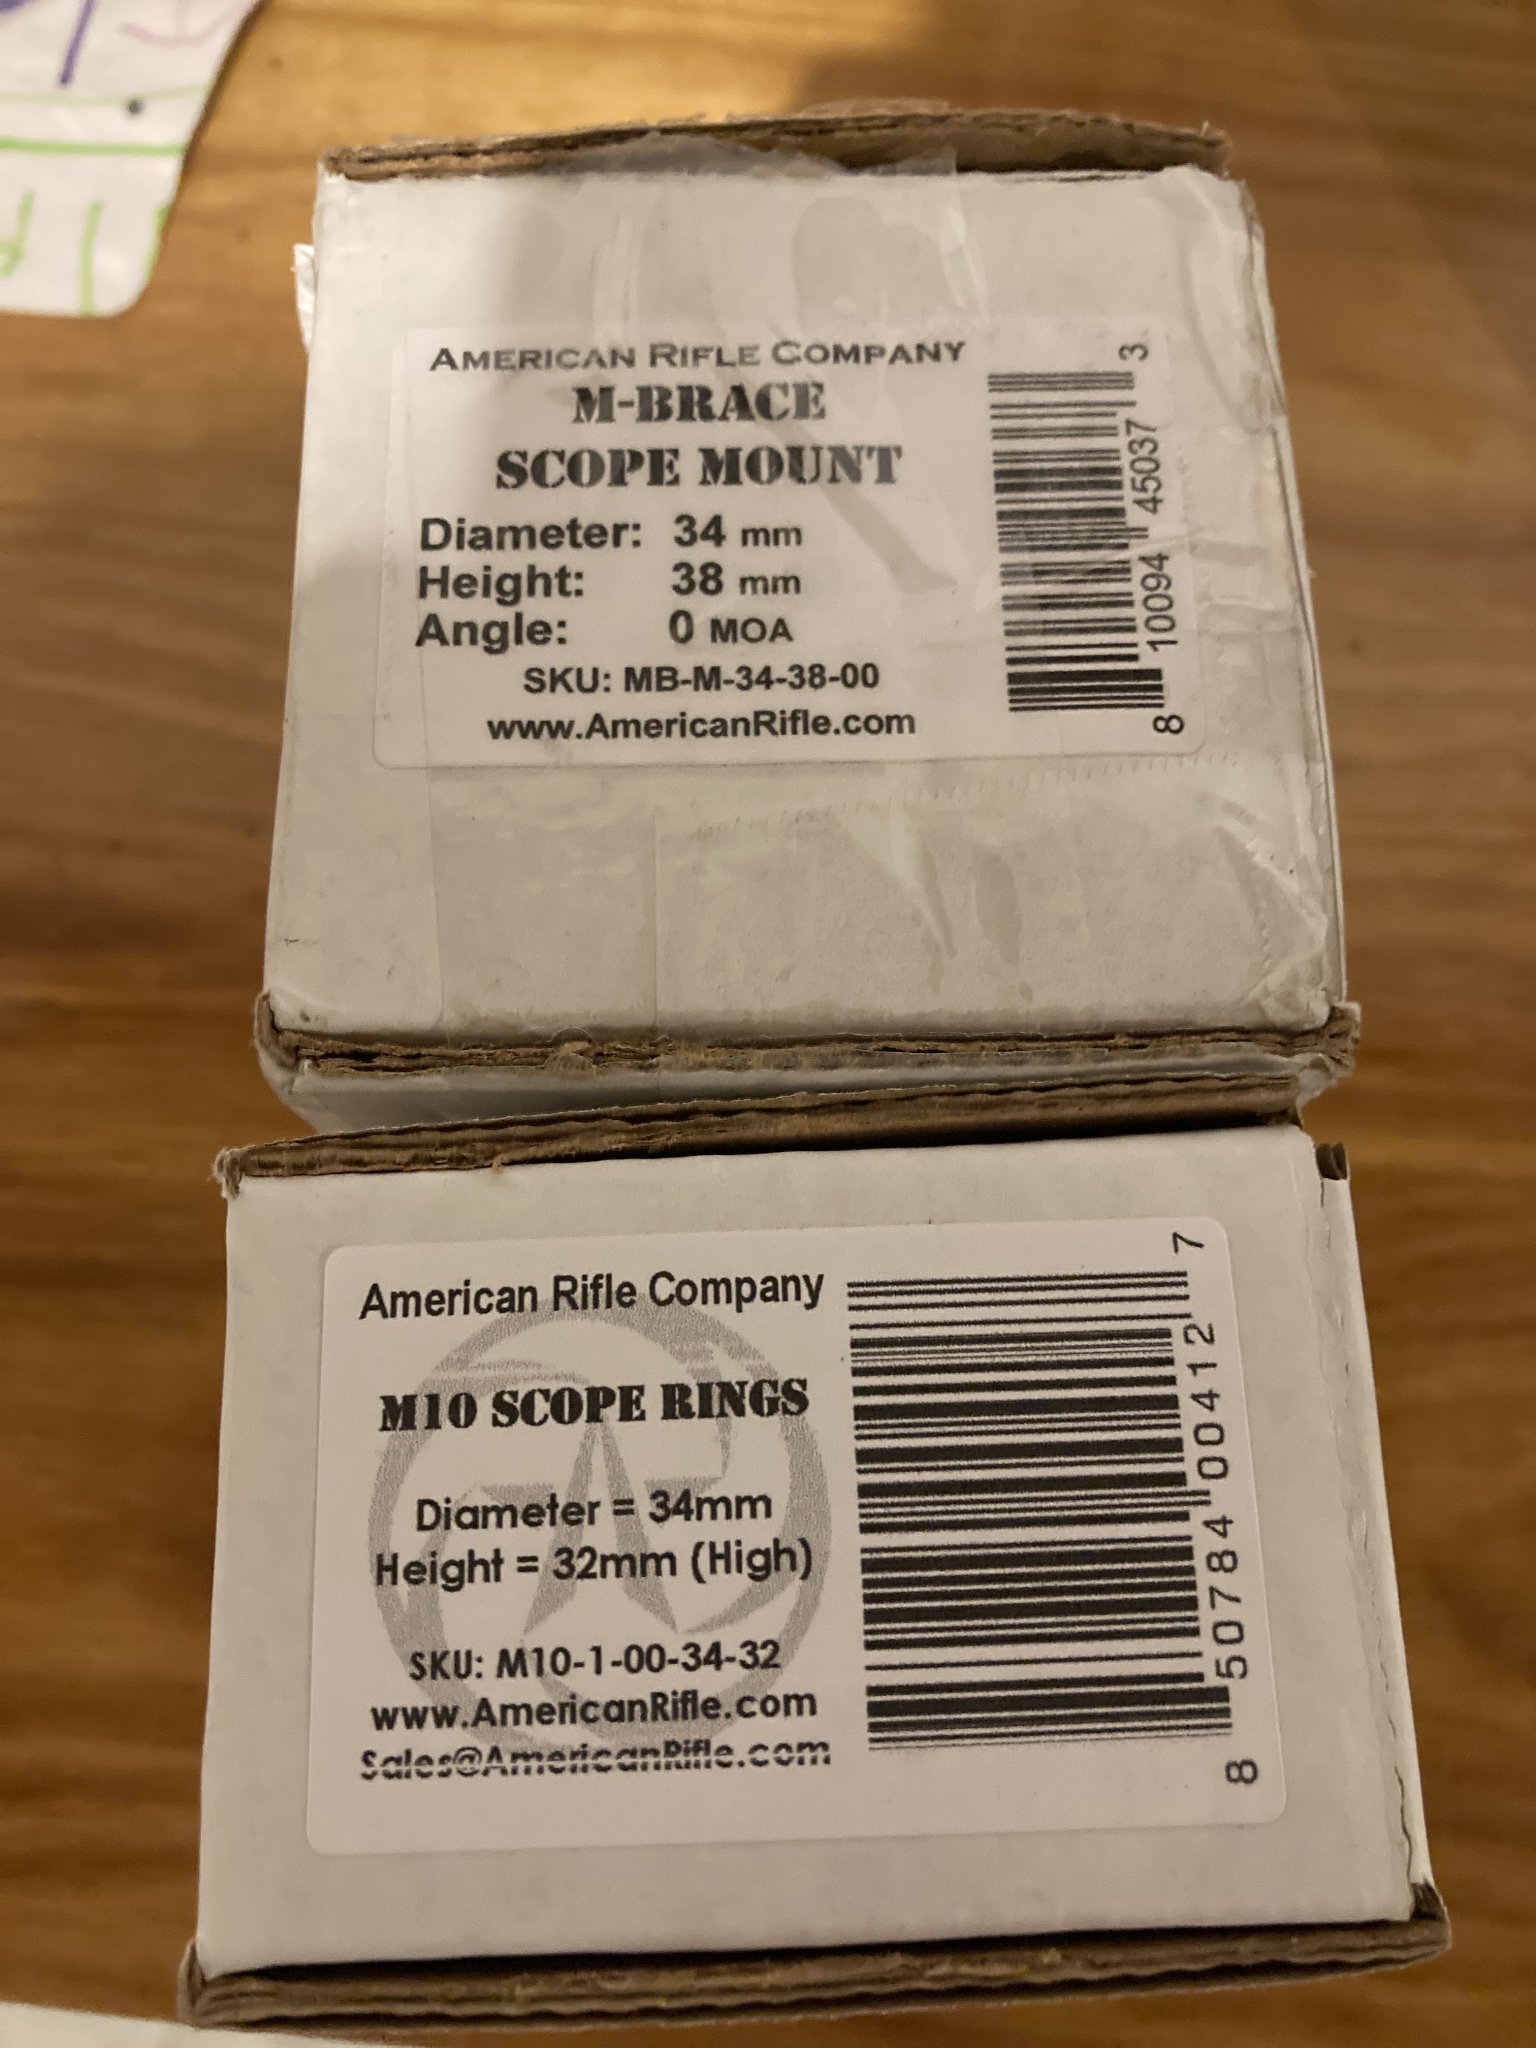 AMERICAN RIFLE COMPANY
M-BRACE
SCOPE MOUNT
Diameter: 34 mm
Height: 38 mm
Angle: 0 MOA
SKU: MB-M-34-38-00
www.AmericanRifle.com
8 10094 45037 3
American Rifle Company
M10 SCOPE RINGS
Diameter = 34mm
Height = 32mm (High)
SKU: M10-1-00-34-32
www.AmericanRifle.com
Sales@AmericanRifle.com
8 50784 00412 7